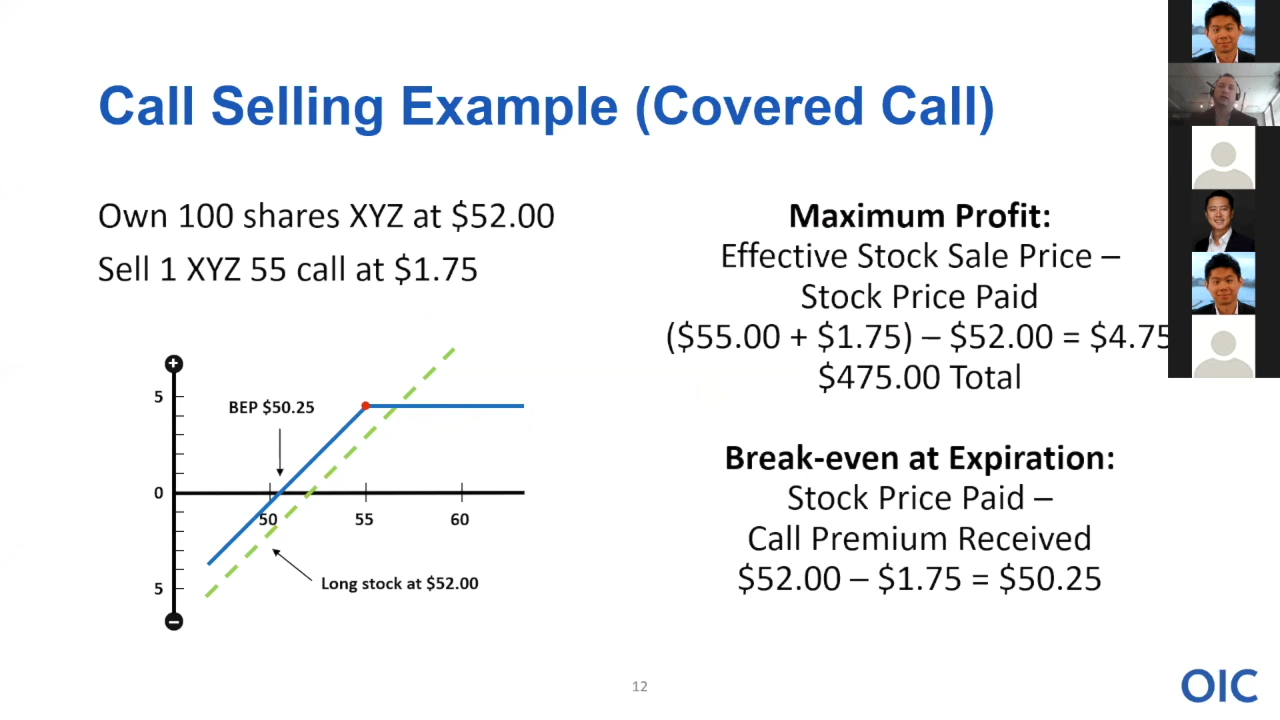 Call Selling Example (Covered Call)
Own 100 shares XYZ at $52.00
Sell 1 XYZ 55 call at $1.75
Maximum Profit:
Effective Stock Sale Price –
Stock Price Paid
($55.00 + $1.75) – $52.00 = $4.75
$475.00 Total
Break-even at Expiration:
Stock Price Paid –
Call Premium Received
$52.00 – $1.75 = $50.25
+
5
BEP $50.25
0
50 55 60
5
Long stock at $52.00
–
12
OIC